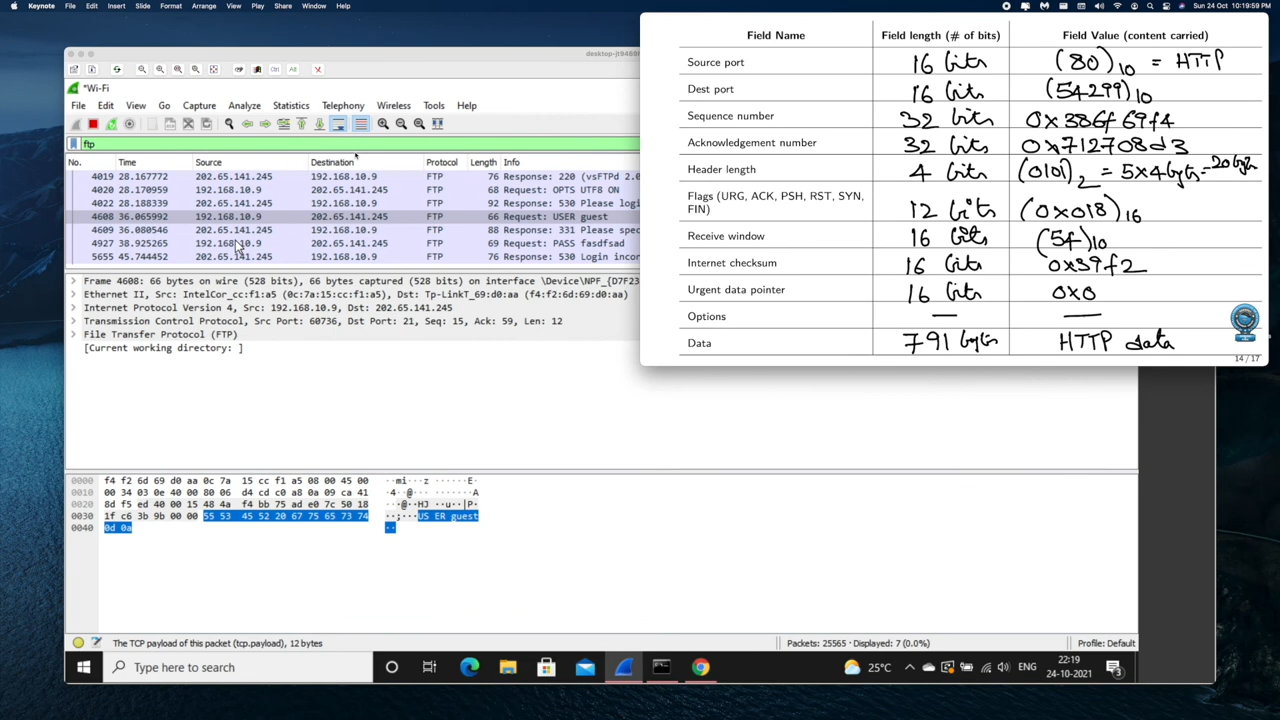 Keynote File Edit Insert Slide Format Arrange View Play Share Window Help
Sun 24 Oct 10:19:59 PM
desktop-jt9469
*Wi-Fi
File Edit View Go Capture Analyze Statistics Telephony Wireless Tools Help
ftp
No. Time Source Destination Protocol Length Info
4019 28.167772 202.65.141.245 192.168.10.9 FTP 76 Response: 220 (vsFTPd 2.0
4020 28.170959 192.168.10.9 202.65.141.245 FTP 68 Request: OPTS UTF8 ON
4022 28.188339 202.65.141.245 192.168.10.9 FTP 92 Response: 530 Please logi
4608 36.065992 192.168.10.9 202.65.141.245 FTP 66 Request: USER guest
4609 36.080546 202.65.141.245 192.168.10.9 FTP 88 Response: 331 Please spec
4927 38.925265 192.168.10.9 202.65.141.245 FTP 69 Request: PASS fasdfsad
5655 45.744452 202.65.141.245 192.168.10.9 FTP 76 Response: 530 Login incor
Frame 4608: 66 bytes on wire (528 bits), 66 bytes captured (528 bits) on interface \Device\NPF_{D7F23
Ethernet II, Src: IntelCor_cc:f1:a5 (0c:7a:15:cc:f1:a5), Dst: Tp-LinkT_69:d0:aa (f4:f2:6d:69:d0:aa)
Internet Protocol Version 4, Src: 192.168.10.9, Dst: 202.65.141.245
Transmission Control Protocol, Src Port: 60736, Dst Port: 21, Seq: 15, Ack: 59, Len: 12
File Transfer Protocol (FTP)
[Current working directory: ]
0000 f4 f2 6d 69 d0 aa 0c 7a 15 cc f1 a5 08 00 45 00 ··mi···z ······E·
0010 00 34 03 0e 40 00 80 06 d4 cd c0 a8 0a 09 ca 41 ·4··@··· ·······A
0020 8d f5 ed 40 00 15 48 4a f4 bb 75 ad e0 7c 50 18 ···@··HJ ··u··|P·
0030 1f c6 3b 9b 00 00 55 53 45 52 20 67 75 65 73 74 ··;···US ER guest
0040 0d 0a ··
The TCP payload of this packet (tcp.payload), 12 bytes
Packets: 25565 · Displayed: 7 (0.0%)
Profile: Default
Type here to search
25°C
ENG
22:19
24-10-2021
3
Field Name Field length (# of bits) Field Value (content carried)
Source port 16 bits (80)10 = HTTP
Dest port 16 bits (54299)10
Sequence number 32 bits 0x386f69f4
Acknowledgement number 32 bits 0x712708d3
Header length 4 bits (0101)2 = 5x4 bytes = 20 bytes
Flags (URG, ACK, PSH, RST, SYN,
FIN) 12 bits (0x018)16
Receive window 16 bits (54)10
Internet checksum 16 bits 0x39f2
Urgent data pointer 16 bits 0x0
Options — —
Data 791 bytes HTTP data
14 / 17